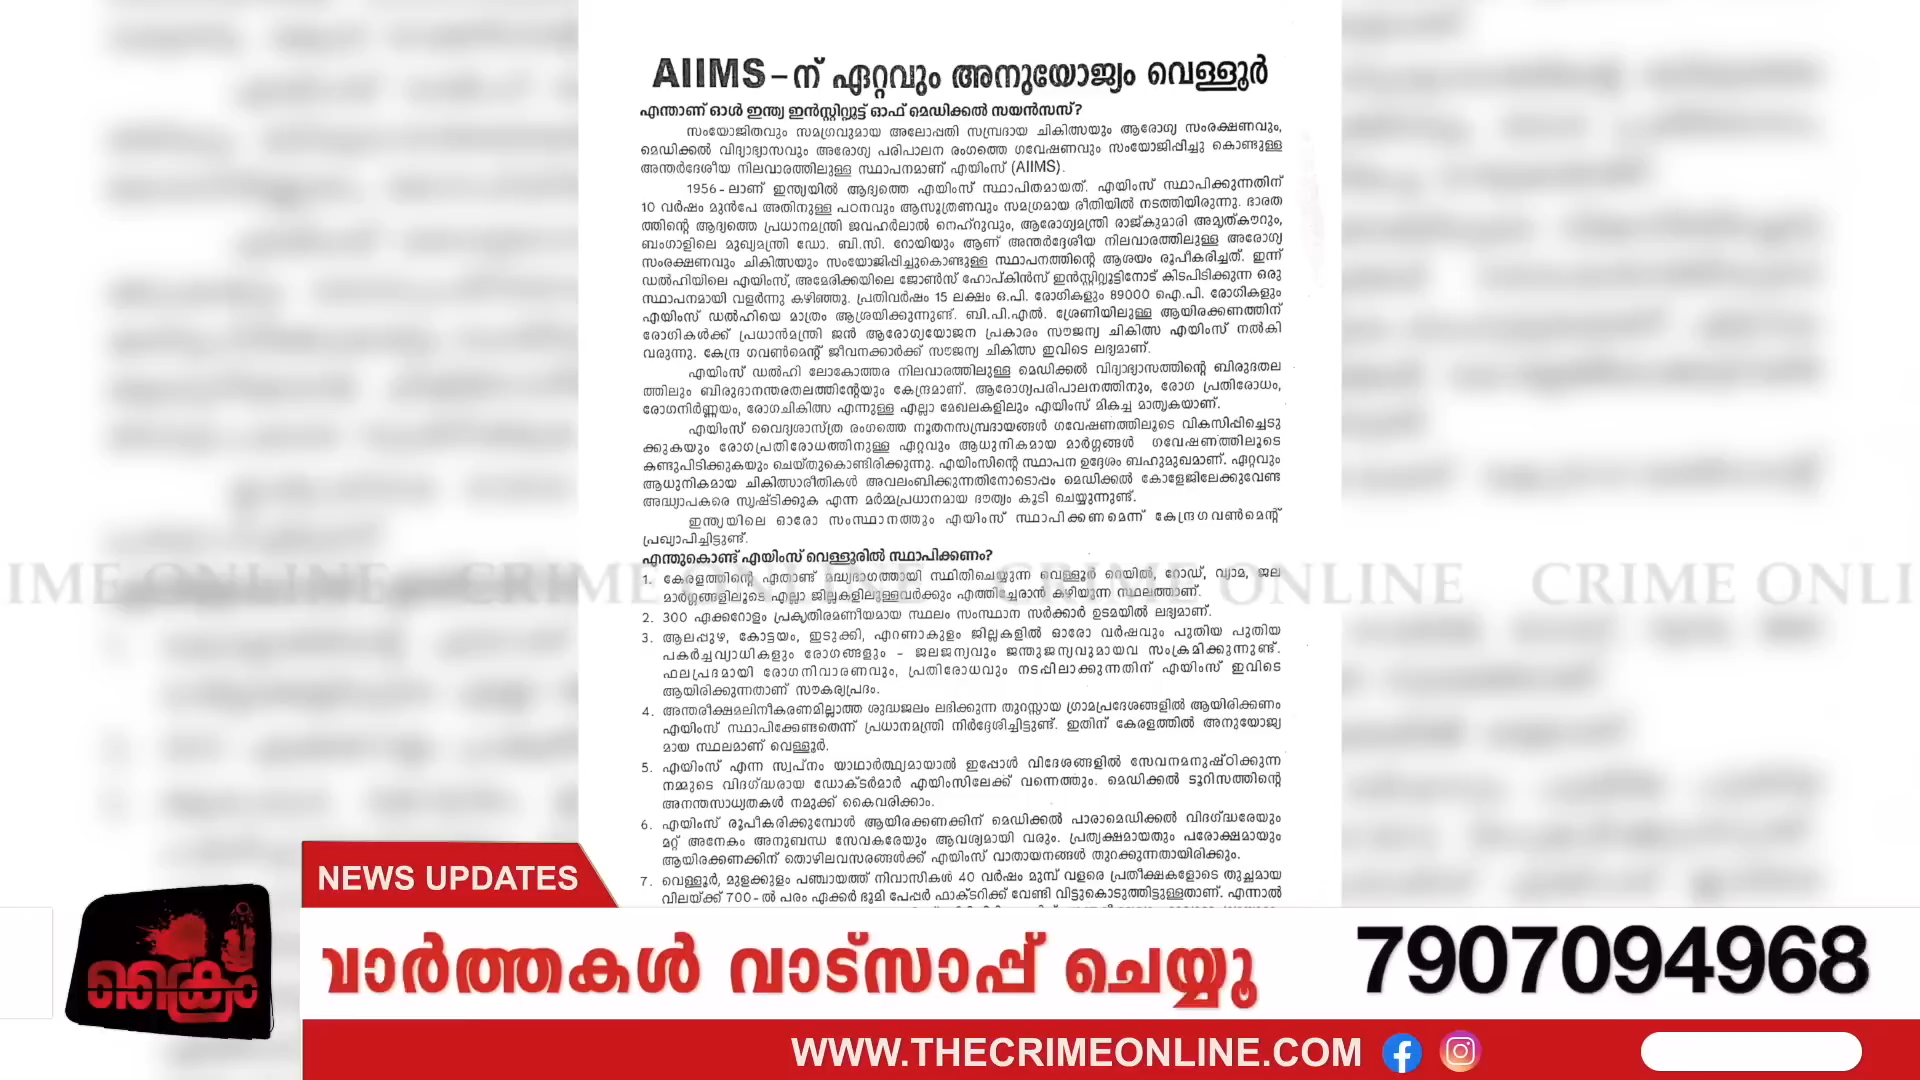 AIIMS-ന് ഏറ്റവും അനുയോജ്യം വെള്ളൂർ
എന്താണ് ഓൾ ഇന്ത്യ ഇൻസ്റ്റിറ്റ്യൂട്ട് ഓഫ് മെഡിക്കൽ സയൻസസ്?
സംയോജിതവും സമഗ്രവുമായ അലോപ്പതി സമ്പ്രദായ ചികിത്സയും ആരോഗ്യ സംരക്ഷണവും,
മെഡിക്കൽ വിദ്യാഭ്യാസവും അരോഗ്യ പരിപാലന രംഗത്തെ ഗവേഷണവും സംയോജിപ്പിച്ചു കൊണ്ടുള്ള
അന്തർദേശീയ നിലവാരത്തിലുള്ള സ്ഥാപനമാണ് എയിംസ് (AIIMS).
1956-ലാണ് ഇന്ത്യയിൽ ആദ്യത്തെ എയിംസ് സ്ഥാപിതമായത്. എയിംസ് സ്ഥാപിക്കുന്നതിന്
10 വർഷം മുൻപേ അതിനുള്ള പഠനവും ആസൂത്രണവും സമഗ്രമായ രീതിയിൽ നടത്തിയിരുന്നു. ഭാരത
ത്തിന്റെ ആദ്യത്തെ പ്രധാനമന്ത്രി ജവഹർലാൽ നെഹ്റുവും, ആരോഗ്യമന്ത്രി രാജ്കുമാരി അമൃത്കൗറും,
ബംഗാളിലെ മുഖ്യമന്ത്രി ഡോ. ബി.സി. റോയിയും ആണ് അന്തർദ്ദേശീയ നിലവാരത്തിലുള്ള അരോഗ്യ
സംരക്ഷണവും ചികിത്സയും സംയോജിപ്പിച്ചുകൊണ്ടുള്ള സ്ഥാപനത്തിന്റെ ആശയം രൂപീകരിച്ചത്. ഇന്ന്
ഡൽഹിയിലെ എയിംസ്, അമേരിക്കയിലെ ജോൺസ് ഹോപ്കിൻസ് ഇൻസ്റ്റിറ്റ്യൂട്ടിനോട് കിടപിടിക്കുന്ന ഒരു
സ്ഥാപനമായി വളർന്നു കഴിഞ്ഞു. പ്രതിവർഷം 15 ലക്ഷം ഒ.പി. രോഗികളും 89000 ഐ.പി. രോഗികളും
എയിംസ് ഡൽഹിയെ മാത്രം ആശ്രയിക്കുന്നുണ്ട്. ബി.പി.എൽ. ശ്രേണിയിലുള്ള ആയിരക്കണത്തിന്
രോഗികൾക്ക് പ്രധാൻമന്ത്രി ജൻ ആരോഗ്യയോജന പ്രകാരം സൗജന്യ ചികിത്സ എയിംസ് നൽകി
വരുന്നു. കേന്ദ്ര ഗവൺമെന്റ് ജീവനക്കാർക്ക് സൗജന്യ ചികിത്സ ഇവിടെ ലഭ്യമാണ്.
എയിംസ് ഡൽഹി ലോകോത്തര നിലവാരത്തിലുള്ള മെഡിക്കൽ വിദ്യാഭ്യാസത്തിന്റെ ബിരുദതല
ത്തിലും ബിരുദാനന്തരതലത്തിന്റേയും കേന്ദ്രമാണ്. ആരോഗ്യപരിപാലനത്തിനും, രോഗ പ്രതിരോധം,
രോഗനിർണ്ണയം, രോഗചികിത്സ എന്നുള്ള എല്ലാ മേഖലകളിലും എയിംസ് മികച്ച മാതൃകയാണ്.
എയിംസ് വൈദ്യശാസ്ത്ര രംഗത്തെ നൂതനസമ്പ്രദായങ്ങൾ ഗവേഷണത്തിലൂടെ വികസിപ്പിച്ചെടു
ക്കുകയും രോഗപ്രതിരോധത്തിനുള്ള ഏറ്റവും ആധുനികമായ മാർഗ്ഗങ്ങൾ ഗവേഷണത്തിലൂടെ
കണ്ടുപിടിക്കുകയും ചെയ്തുകൊണ്ടിരിക്കുന്നു. എയിംസിന്റെ സ്ഥാപന ഉദ്ദേശം ബഹുമുഖമാണ്. ഏറ്റവും
ആധുനികമായ ചികിത്സാരീതികൾ അവലംബിക്കുന്നതിനോടൊപ്പം മെഡിക്കൽ കോളേജിലേക്കുവേണ്ട
അദ്ധ്യാപകരെ സൃഷ്ടിക്കുക എന്ന മർമ്മപ്രധാനമായ ദൗത്യം കൂടി ചെയ്യുന്നുണ്ട്.
ഇന്ത്യയിലെ ഓരോ സംസ്ഥാനത്തും എയിംസ് സ്ഥാപിക്കണമെന്ന് കേന്ദ്രഗവൺമെന്റ്
പ്രഖ്യാപിച്ചിട്ടുണ്ട്.
എന്തുകൊണ്ട് എയിംസ് വെള്ളൂരിൽ സ്ഥാപിക്കണം?
1. കേരളത്തിന്റെ ഏതാണ്ട് മദ്ധ്യഭാഗത്തായി സ്ഥിതിചെയ്യുന്ന വെള്ളൂർ റെയിൽ, റോഡ്, വ്യാമ, ജല
മാർഗ്ഗങ്ങളിലൂടെ എല്ലാ ജില്ലകളിലുള്ളവർക്കും എത്തിച്ചേരാൻ കഴിയുന്ന സ്ഥലത്താണ്.
CRIME ONLINE
2. 300 ഏക്കറോളം പ്രകൃതിരമണീയമായ സ്ഥലം സംസ്ഥാന സർക്കാർ ഉടമയിൽ ലഭ്യമാണ്.
3. ആലപ്പുഴ, കോട്ടയം, ഇടുക്കി, എറണാകുളം ജില്ലകളിൽ ഓരോ വർഷവും പുതിയ പുതിയ
പകർച്ചവ്യാധികളും രോഗങ്ങളും - ജലജന്യവും ജന്തുജന്യവുമായവ സംക്രമിക്കുന്നുണ്ട്.
ഫലപ്രദമായി രോഗനിവാരണവും, പ്രതിരോധവും നടപ്പിലാക്കുന്നതിന് എയിംസ് ഇവിടെ
ആയിരിക്കുന്നതാണ് സൗകര്യപ്രദം.
4. അന്തരീക്ഷമലിനീകരണമില്ലാത്ത ശുദ്ധജലം ലഭിക്കുന്ന തുറസ്സായ ഗ്രാമപ്രദേശങ്ങളിൽ ആയിരിക്കണം
എയിംസ് സ്ഥാപിക്കേണ്ടതെന്ന് പ്രധാനമന്ത്രി നിർദ്ദേശിച്ചിട്ടുണ്ട്. ഇതിന് കേരളത്തിൽ അനുയോജ്യ
മായ സ്ഥലമാണ് വെള്ളൂർ.
5. എയിംസ് എന്ന സ്വപ്നം യാഥാർത്ഥ്യമായാൽ ഇപ്പോൾ വിദേശങ്ങളിൽ സേവനമനുഷ്ഠിക്കുന്ന
നമ്മുടെ വിദഗ്ദ്ധരായ ഡോക്ടർമാർ എയിംസിലേക്ക് വന്നെത്തും. മെഡിക്കൽ ടൂറിസത്തിന്റെ
അനന്തസാധ്യതകൾ നമുക്ക് കൈവരിക്കാം.
6. എയിംസ് രൂപീകരിക്കുമ്പോൾ ആയിരക്കണക്കിന് മെഡിക്കൽ പാരാമെഡിക്കൽ വിദഗ്ദ്ധരേയും
മറ്റ് അനേകം അനുബന്ധ സേവകരേയും ആവശ്യമായി വരും. പ്രത്യക്ഷമായതും പരോക്ഷമായും
ആയിരക്കണക്കിന് തൊഴിലവസരങ്ങൾക്ക് എയിംസ് വാതായനങ്ങൾ തുറക്കുന്നതായിരിക്കും.
7. വെള്ളൂർ, മുളക്കുളം പഞ്ചായത്ത് നിവാസികൾ 40 വർഷം മുമ്പ് വളരെ പ്രതീക്ഷകളോടെ തുച്ഛമായ
വിലയ്ക്ക് 700-ൽ പരം ഏക്കർ ഭൂമി പേപ്പർ ഫാക്ടറിക്ക് വേണ്ടി വിട്ടുകൊടുത്തിട്ടുള്ളതാണ്. എന്നാൽ
NEWS UPDATES
വാർത്തകൾ വാട്സാപ്പ് ചെയ്യൂ 7907094968
ക്രൈം
WWW.THECRIMEONLINE.COM